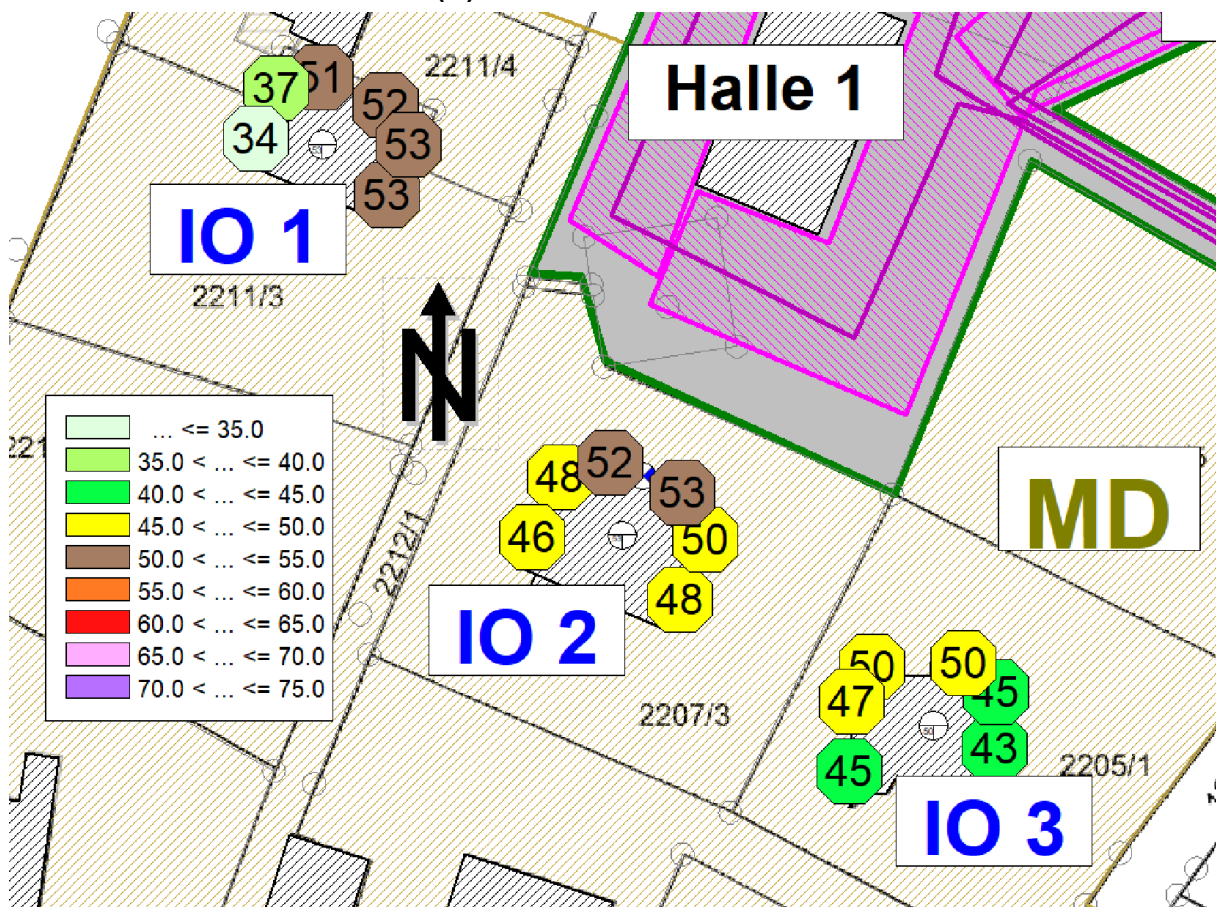 2211/4
Halle 1
37
51
52
34
53
53
IO 1
2211/3
N
... <= 35.0
35.0 < ... <= 40.0
40.0 < ... <= 45.0
45.0 < ... <= 50.0
50.0 < ... <= 55.0
55.0 < ... <= 60.0
60.0 < ... <= 65.0
65.0 < ... <= 70.0
70.0 < ... <= 75.0
221
48
52
53
46
50
48
2212/1
IO 2
MD
2207/3
50
50
47
45
45
43
50
2205/1
IO 3